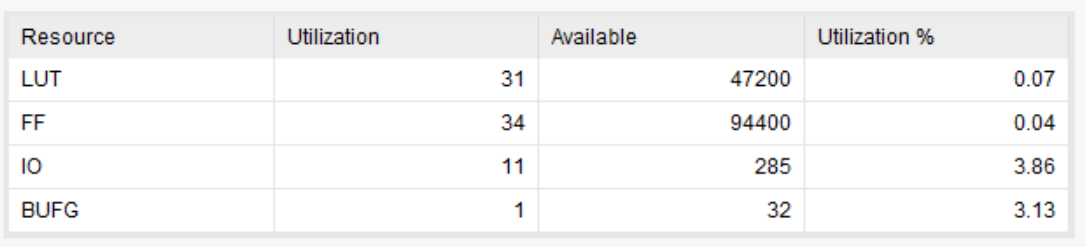 Resource Utilization Available Utilization %
LUT 31 47200 0.07
FF 34 94400 0.04
IO 11 285 3.86
BUFG 1 32 3.13